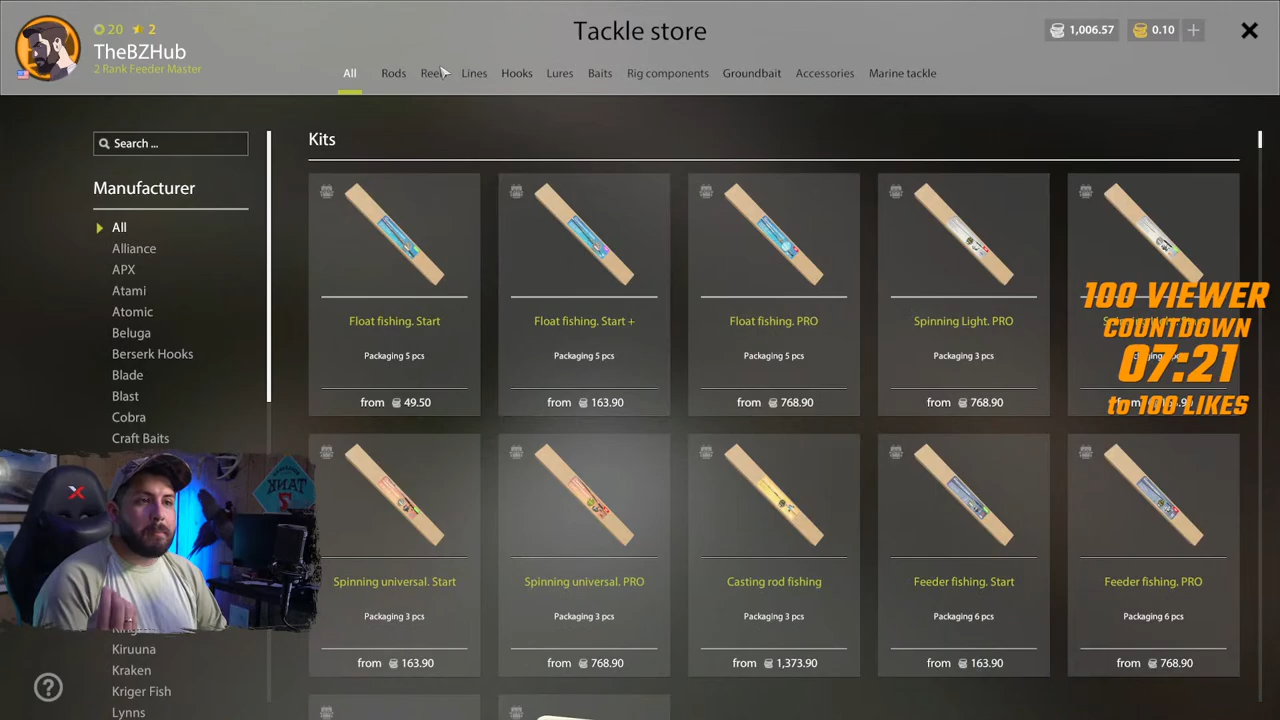 20 2
TheBZHub
2 Rank Feeder Master
Tackle store
1,006.57 0.10 +
All Rods Reel Lines Hooks Lures Baits Rig components Groundbait Accessories Marine tackle
Search ...
Manufacturer
All
Alliance
APX
Atami
Atomic
Beluga
Berserk Hooks
Blade
Blast
Cobra
Craft Baits
Kiruuna
Kraken
Kriger Fish
Lynns
?
Kits
Float fishing. Start
Packaging 5 pcs
from 49.50
Float fishing. Start +
Packaging 5 pcs
from 163.90
Float fishing. PRO
Packaging 5 pcs
from 768.90
Spinning Light. PRO
Packaging 3 pcs
from 768.90
100 VIEWER
COUNTDOWN
07:21
to 100 LIKES
Spinning universal. Start
Packaging 3 pcs
from 163.90
Spinning universal. PRO
Packaging 3 pcs
from 768.90
Casting rod fishing
Packaging 3 pcs
from 1,373.90
Feeder fishing. Start
Packaging 6 pcs
from 163.90
Feeder fishing. PRO
Packaging 6 pcs
from 768.90
TANK